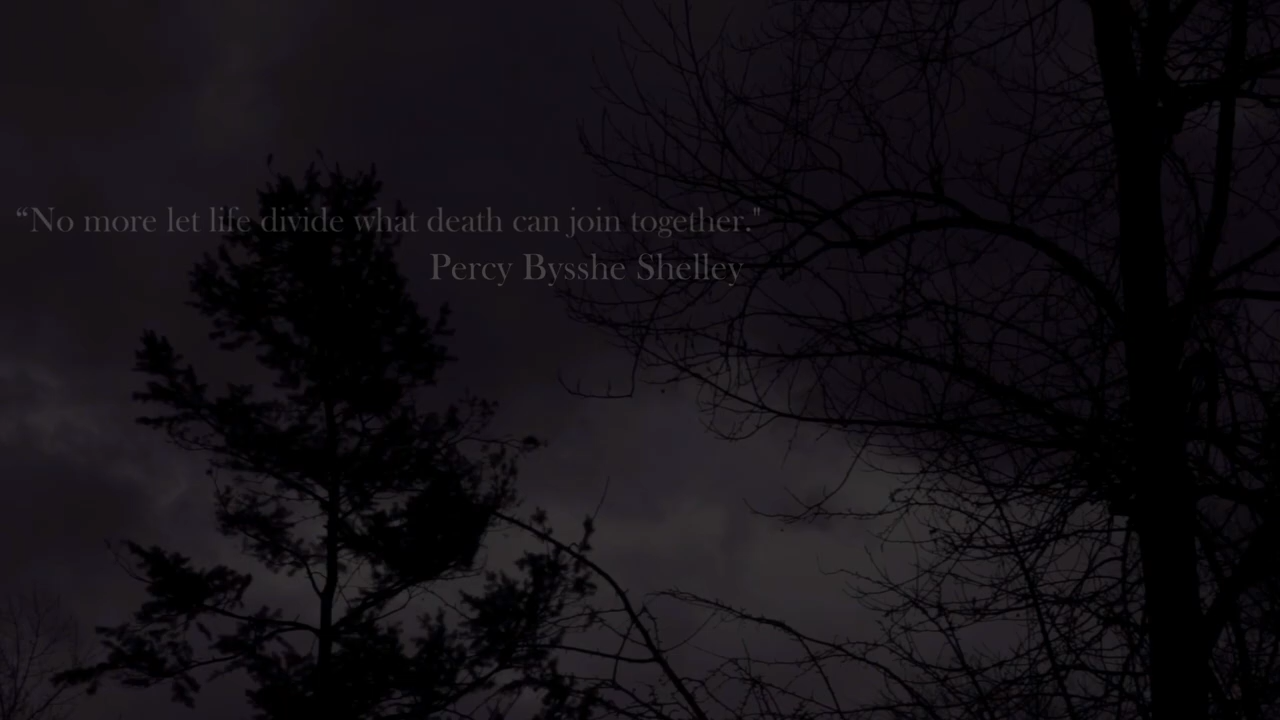 “No more let life divide what death can join together."
Percy Bysshe Shelley